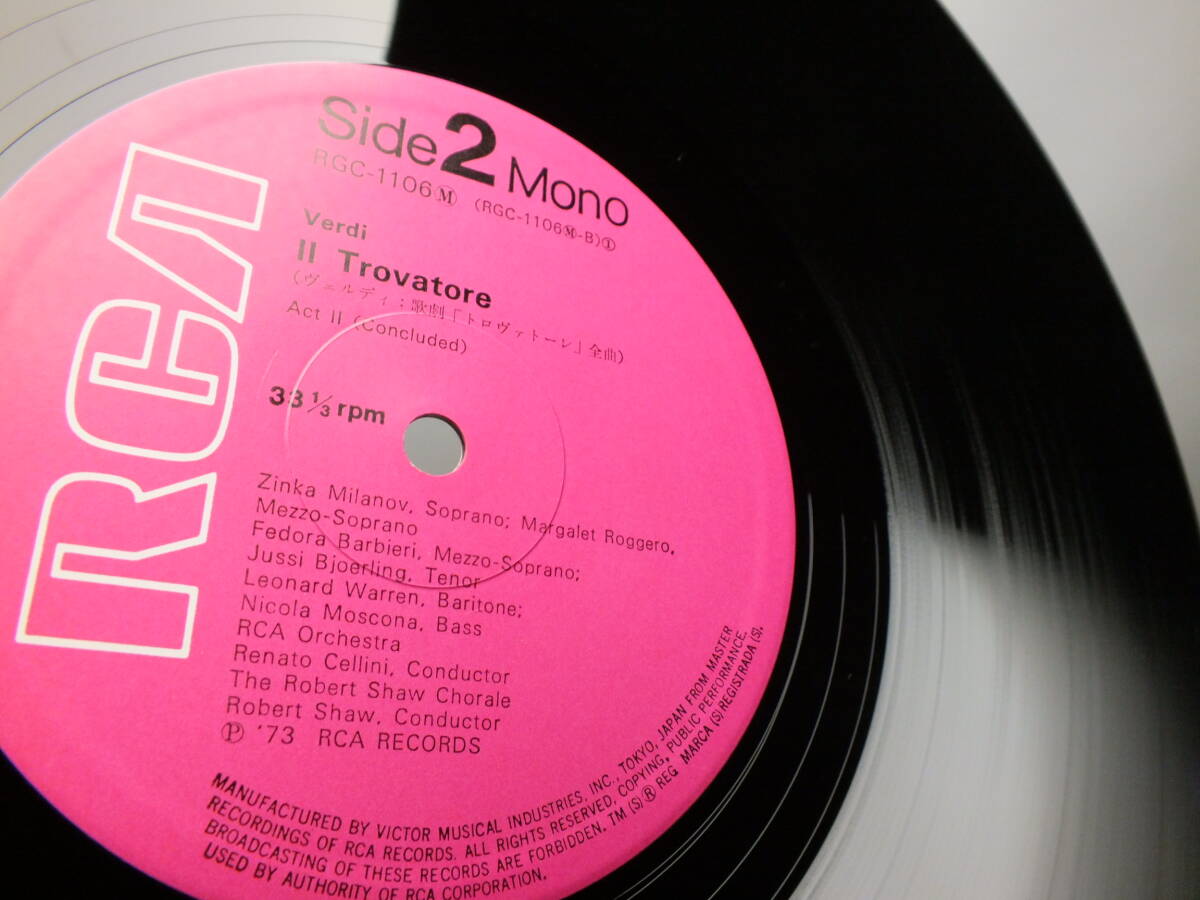 RCA
Side 2 Mono
RGC-1106Ⓜ (RGC-1106Ⓜ-B)①
Verdi
Il Trovatore
(ヴェルディ:歌劇「トロヴァトーレ」全曲)
Act II (Concluded)
33 1/3 rpm
Zinka Milanov, Soprano; Margalet Roggero,
Mezzo-Soprano
Fedora Barbieri, Mezzo-Soprano;
Jussi Bjoerling, Tenor
Leonard Warren, Baritone;
Nicola Moscona, Bass
RCA Orchestra
Renato Cellini, Conductor
The Robert Shaw Chorale
Robert Shaw, Conductor
Ⓟ '73 RCA RECORDS
MANUFACTURED BY VICTOR MUSICAL INDUSTRIES, INC., TOKYO, JAPAN FROM MASTER
RECORDINGS OF RCA RECORDS. ALL RIGHTS RESERVED, COPYING, PUBLIC PERFORMANCE,
BROADCASTING OF THESE RECORDS ARE FORBIDDEN. TM (S) ® REG MARCA (S) REGISTRADA (S).
USED BY AUTHORITY OF RCA CORPORATION.